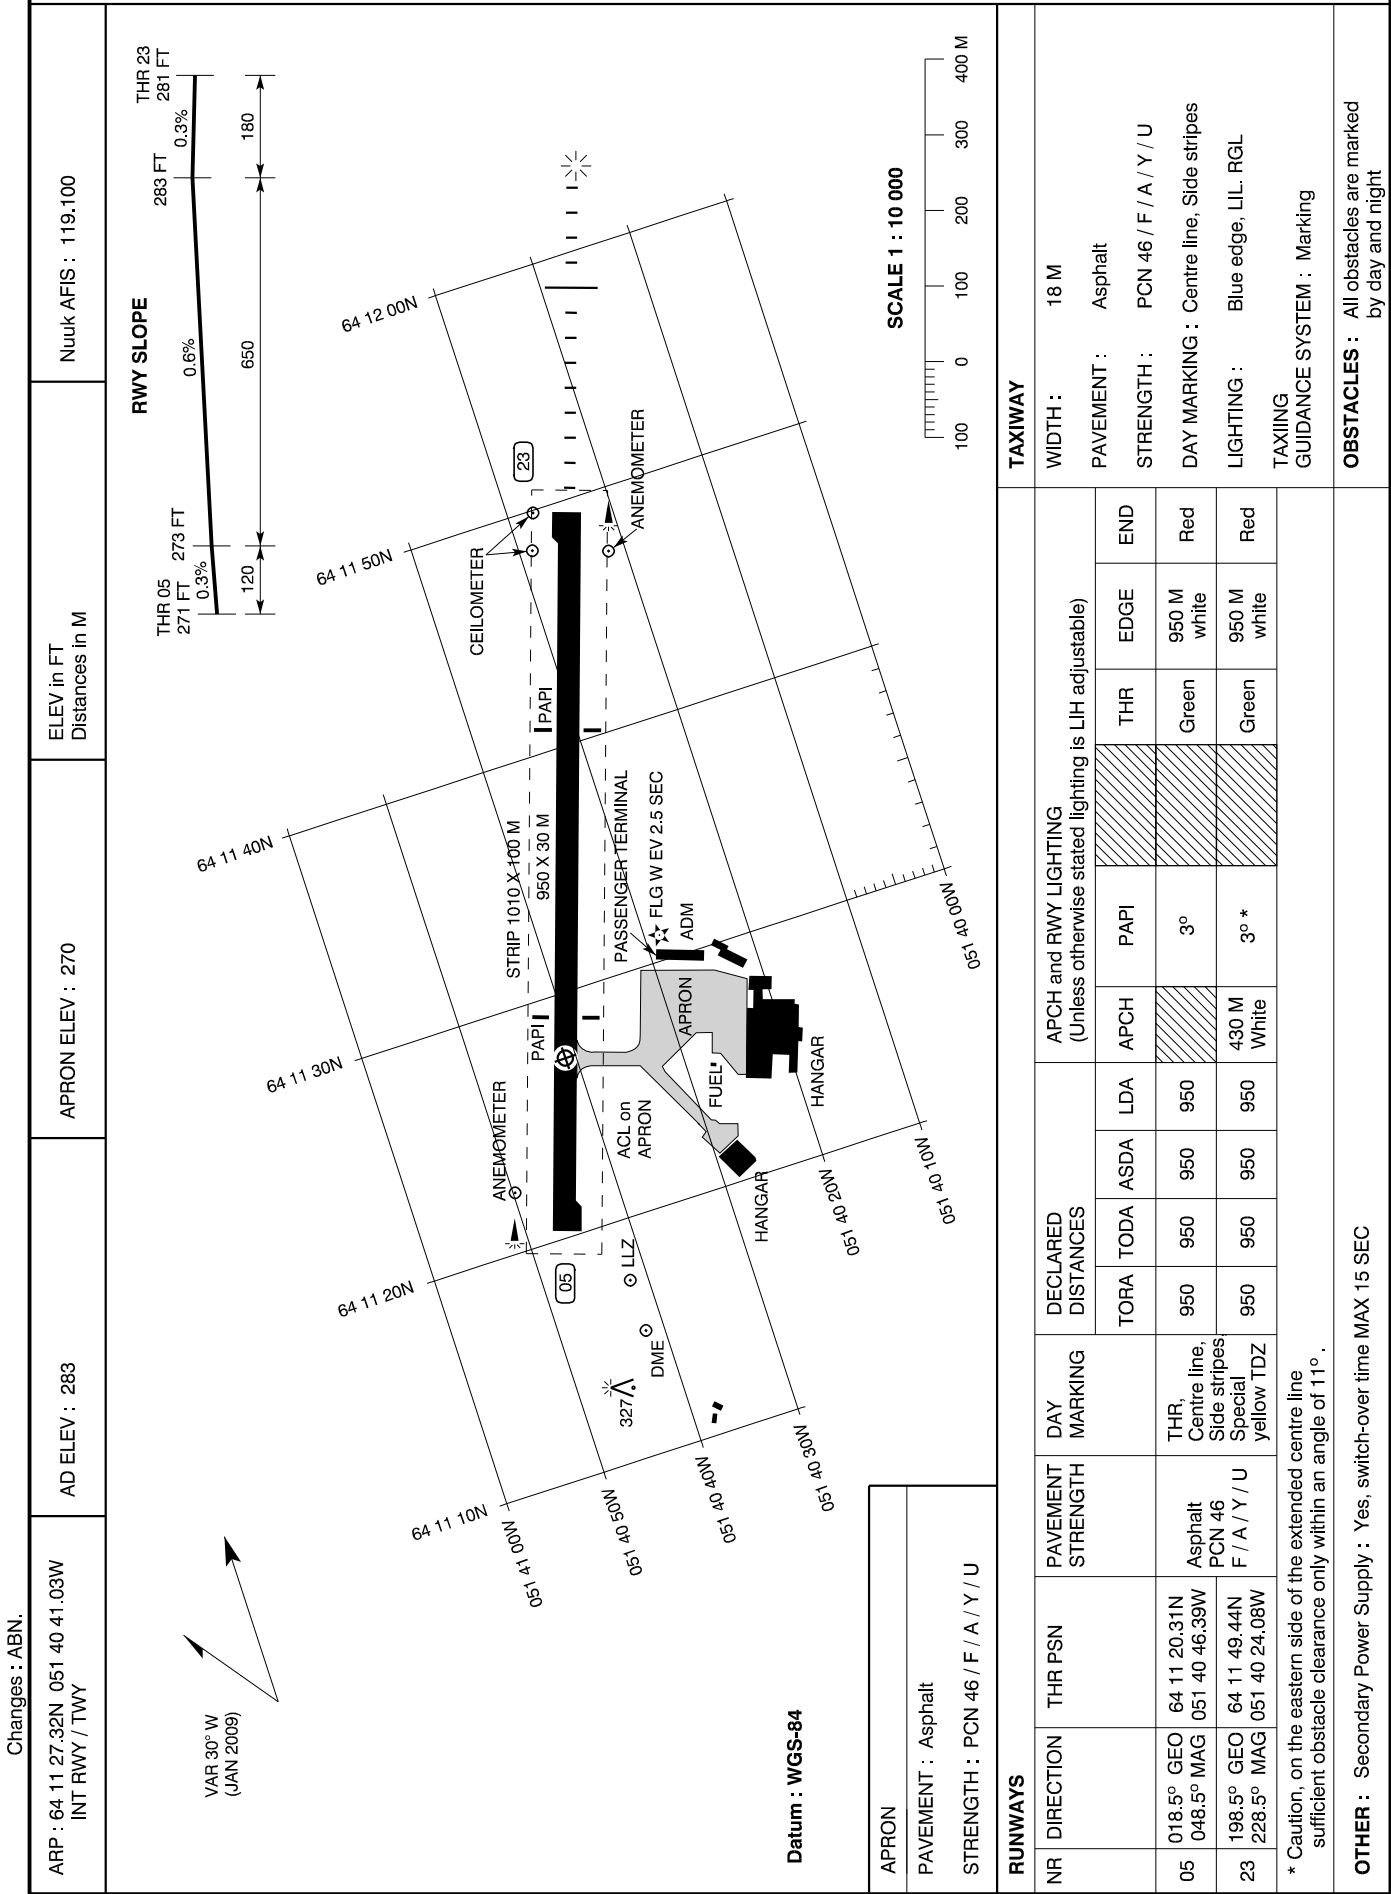 Changes : ABN.
ARP : 64 11 27.32N 051 40 41.03W
INT RWY / TWY
AD ELEV : 283
APRON ELEV : 270
ELEV in FT
Distances in M
Nuuk AFIS : 119.100
VAR 30° W
(JAN 2009)
RWY SLOPE
THR 05
271 FT
0.3%
273 FT
0.6%
283 FT
0.3%
THR 23
281 FT
120
650
180
64 11 10N
64 11 20N
64 11 30N
64 11 40N
64 11 50N
64 12 00N
ANEMOMETER
05
PAPI
STRIP 1010 X 100 M
950 X 30 M
PAPI
CEILOMETER
23
ANEMOMETER
LLZ
DME
327
ACL on
APRON
PASSENGER TERMINAL
FLG W EV 2.5 SEC
ADM
APRON
FUEL
HANGAR
HANGAR
051 41 00W
051 40 50W
051 40 40W
051 40 30W
051 40 20W
051 40 10W
051 40 00W
Datum : WGS-84
SCALE 1 : 10 000
100 0 100 200 300 400 M
APRON
PAVEMENT : Asphalt
STRENGTH : PCN 46 / F / A / Y / U
RUNWAYS
NR DIRECTION THR PSN
PAVEMENT
STRENGTH
DAY
MARKING
DECLARED
DISTANCES
TORA TODA ASDA LDA
APCH and RWY LIGHTING
(Unless otherwise stated lighting is LIH adjustable)
APCH PAPI THR EDGE END
05
018.5° GEO
048.5° MAG
64 11 20.31N
051 40 46.39W
Asphalt
PCN 46
F / A / Y / U
THR,
Centre line,
Side stripes,
Special
yellow TDZ
950 950 950 950
3°
Green
950 M
white
Red
23
198.5° GEO
228.5° MAG
64 11 49.44N
051 40 24.08W
950 950 950 950
430 M
White
3° *
Green
950 M
white
Red
* Caution, on the eastern side of the extended centre line
sufficient obstacle clearance only within an angle of 11° .
TAXIWAY
WIDTH : 18 M
PAVEMENT : Asphalt
STRENGTH : PCN 46 / F / A / Y / U
DAY MARKING : Centre line, Side stripes
LIGHTING : Blue edge, LIL. RGL
TAXIING
GUIDANCE SYSTEM : Marking
OTHER : Secondary Power Supply : Yes, switch-over time MAX 15 SEC
OBSTACLES : All obstacles are marked
by day and night